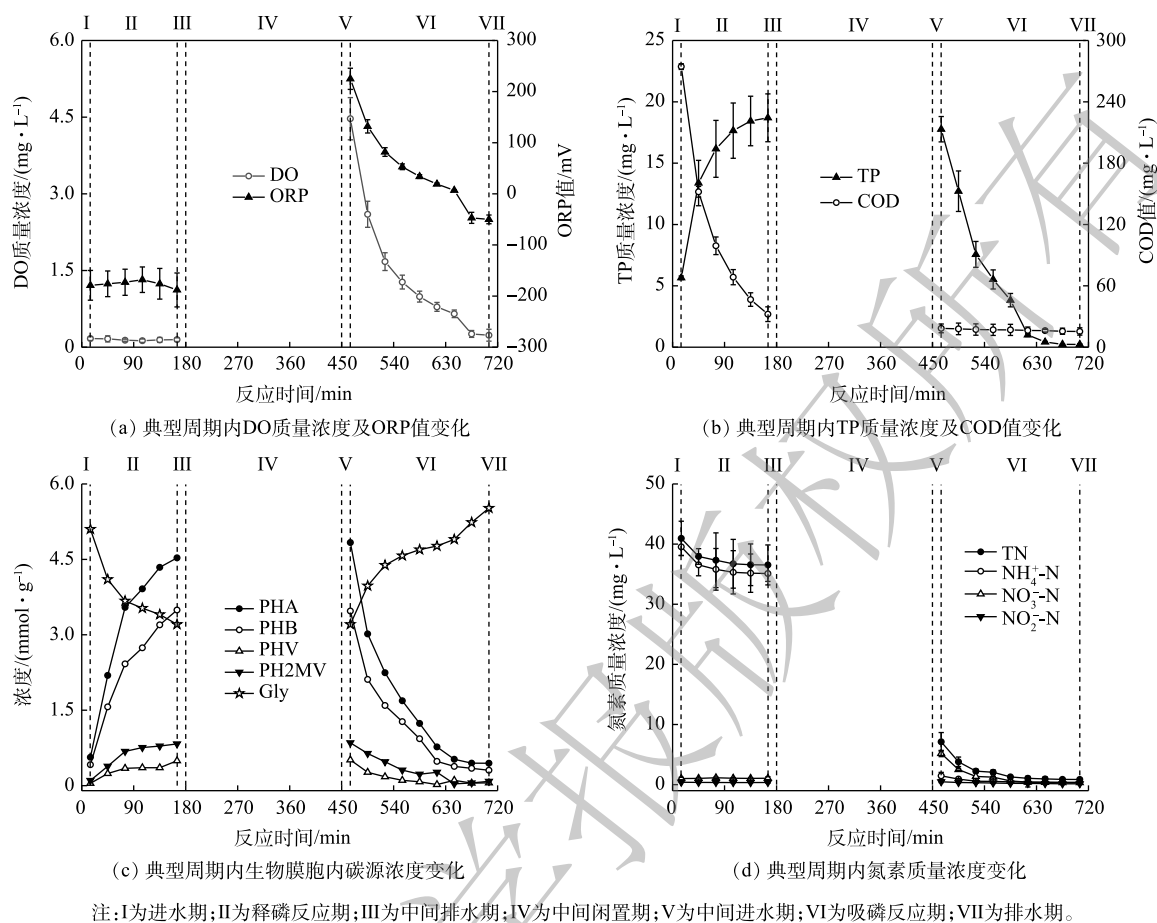 I II III IV V VI VII
I II III IV V VI VII
6.0 300 25 300
200 20 240
4.5
100 15 180
DO TP
3.0 0
ORP COD
10 120
−100
1.5
5 60
−200
0 −300 0 0
0 90 180 270 360 450 540 630 720
0 90 180 270 360 450 540 630 720
DO质量浓度/(mg·L⁻¹)
ORP值/mV
TP质量浓度/(mg·L⁻¹)
COD值/(mg·L⁻¹)
反应时间/min
反应时间/min
(a) 典型周期内DO质量浓度及ORP值变化
(b) 典型周期内TP质量浓度及COD值变化
I II III IV V VI VII
I II III IV V VI VII
6.0 50
4.5 40
30
3.0
20
1.5
10
0 0
PHA
PHB
PHV
PH2MV
Gly
TN
NH₄⁺-N
NO₃⁻-N
NO₂⁻-N
浓度/(mmol·g⁻¹)
氮素质量浓度/(mg·L⁻¹)
0 90 180 270 360 450 540 630 720
0 90 180 270 360 450 540 630 720
反应时间/min
反应时间/min
(c) 典型周期内生物膜胞内碳源浓度变化
(d) 典型周期内氮素质量浓度变化
注:I为进水期;II为释磷反应期;III为中间排水期;IV为中间闲置期;V为中间进水期;VI为吸磷反应期;VII为排水期。
学报版权所有